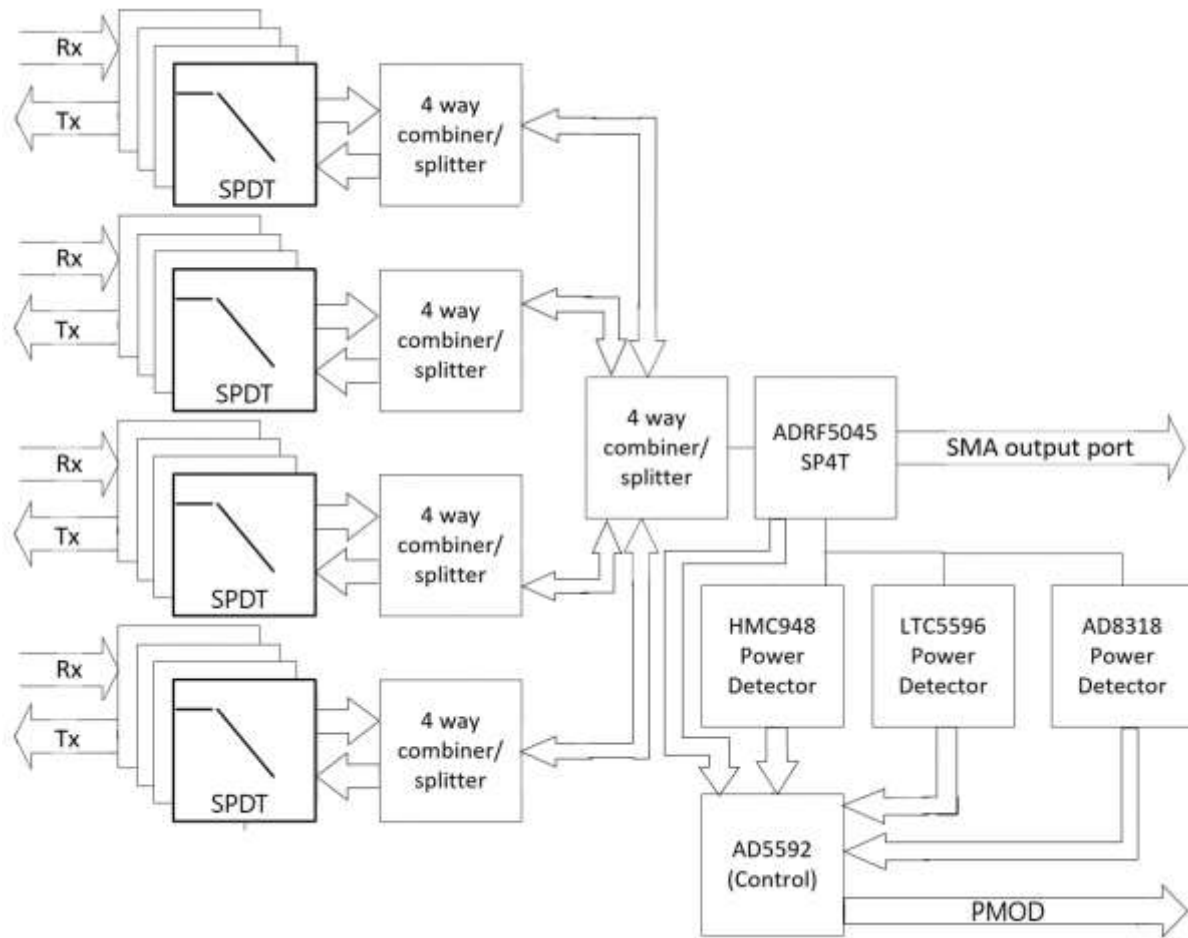 Rx
Tx
SPDT
4 way
combiner/
splitter
Rx
Tx
SPDT
4 way
combiner/
splitter
4 way
combiner/
splitter
ADRF5045
SP4T
SMA output port
Rx
Tx
SPDT
4 way
combiner/
splitter
HMC948
Power
Detector
LTC5596
Power
Detector
AD8318
Power
Detector
Rx
Tx
SPDT
4 way
combiner/
splitter
AD5592
(Control)
PMOD